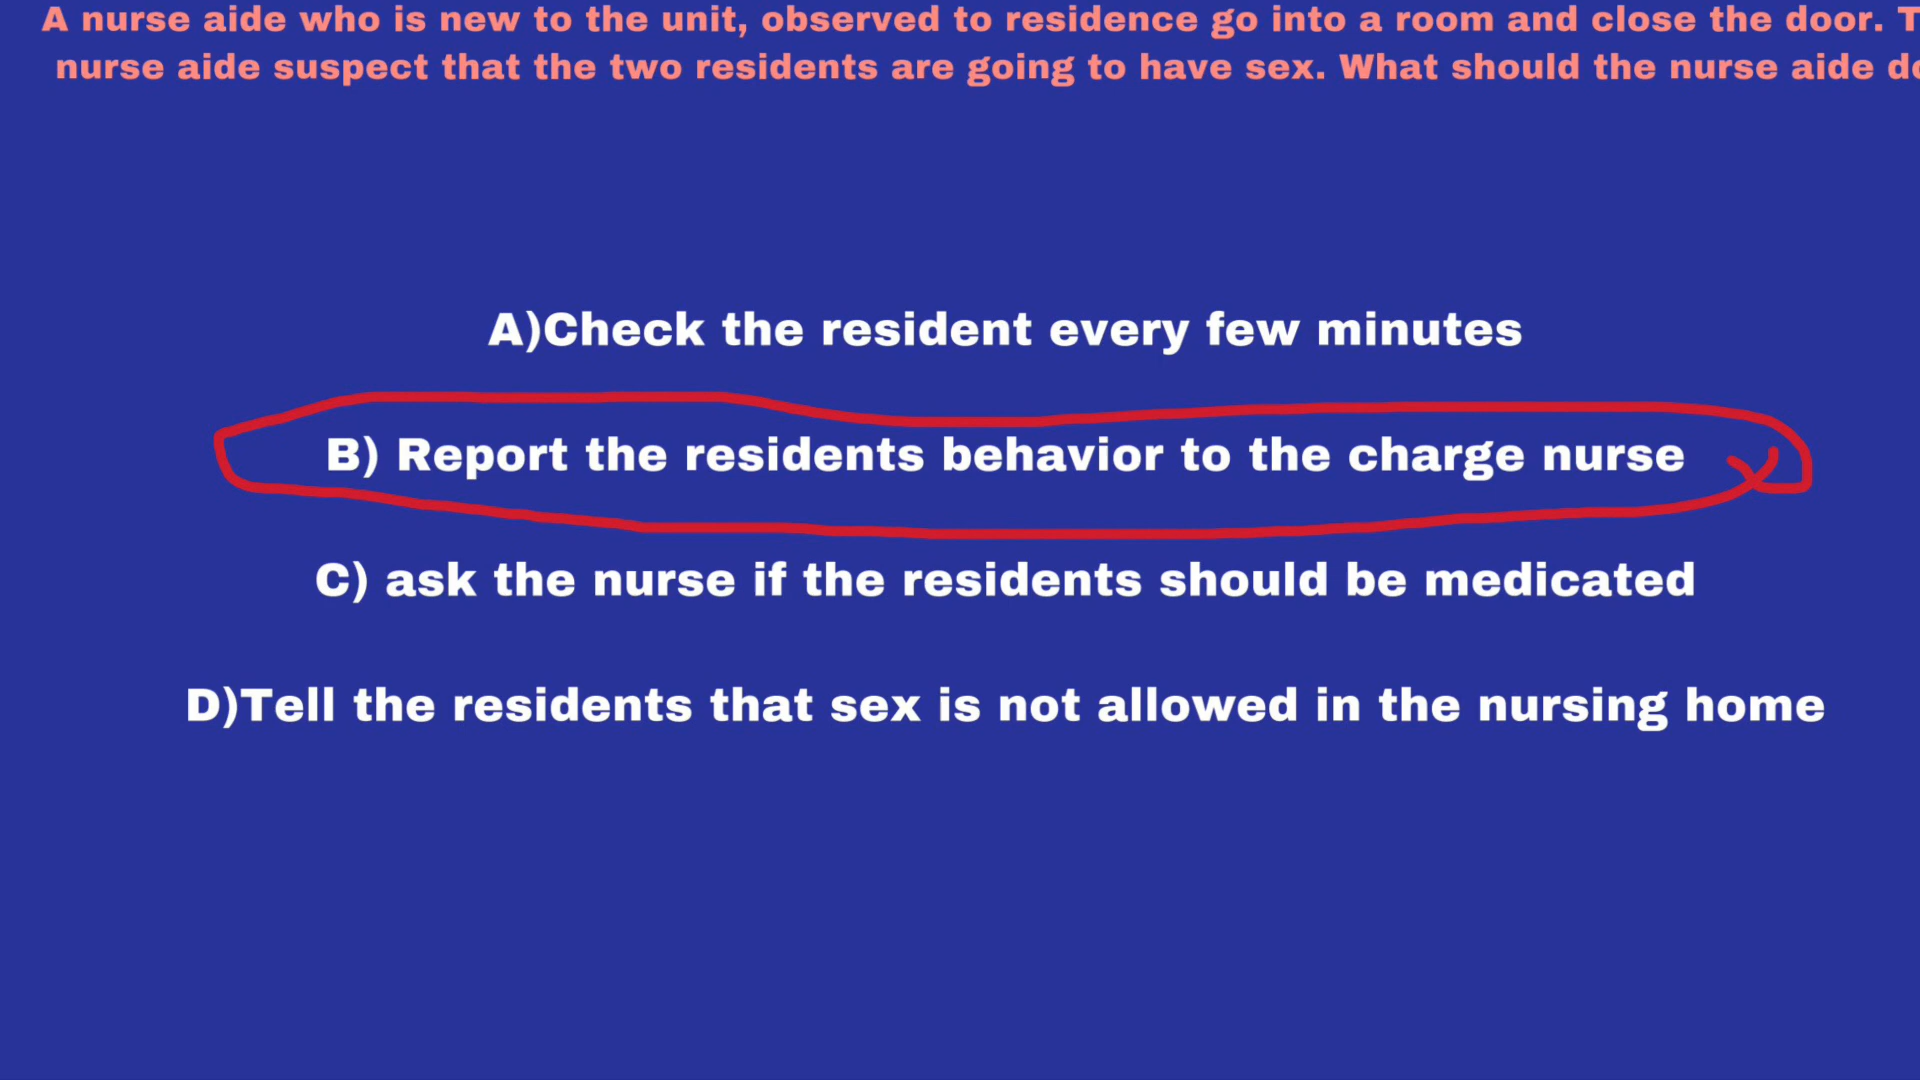 A nurse aide who is new to the unit, observed to residence go into a room and close the door. T
nurse aide suspect that the two residents are going to have sex. What should the nurse aide do
A)Check the resident every few minutes
B) Report the residents behavior to the charge nurse
C) ask the nurse if the residents should be medicated
D)Tell the residents that sex is not allowed in the nursing home